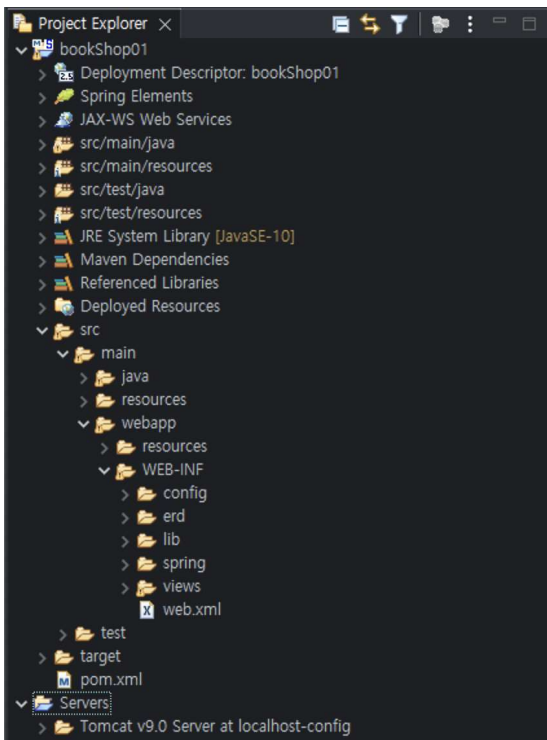 Project Explorer
bookShop01
Deployment Descriptor: bookShop01
Spring Elements
JAX-WS Web Services
src/main/java
src/main/resources
src/test/java
src/test/resources
JRE System Library [JavaSE-10]
Maven Dependencies
Referenced Libraries
Deployed Resources
src
main
java
resources
webapp
resources
WEB-INF
config
erd
lib
spring
views
web.xml
test
target
pom.xml
Servers
Tomcat v9.0 Server at localhost-config